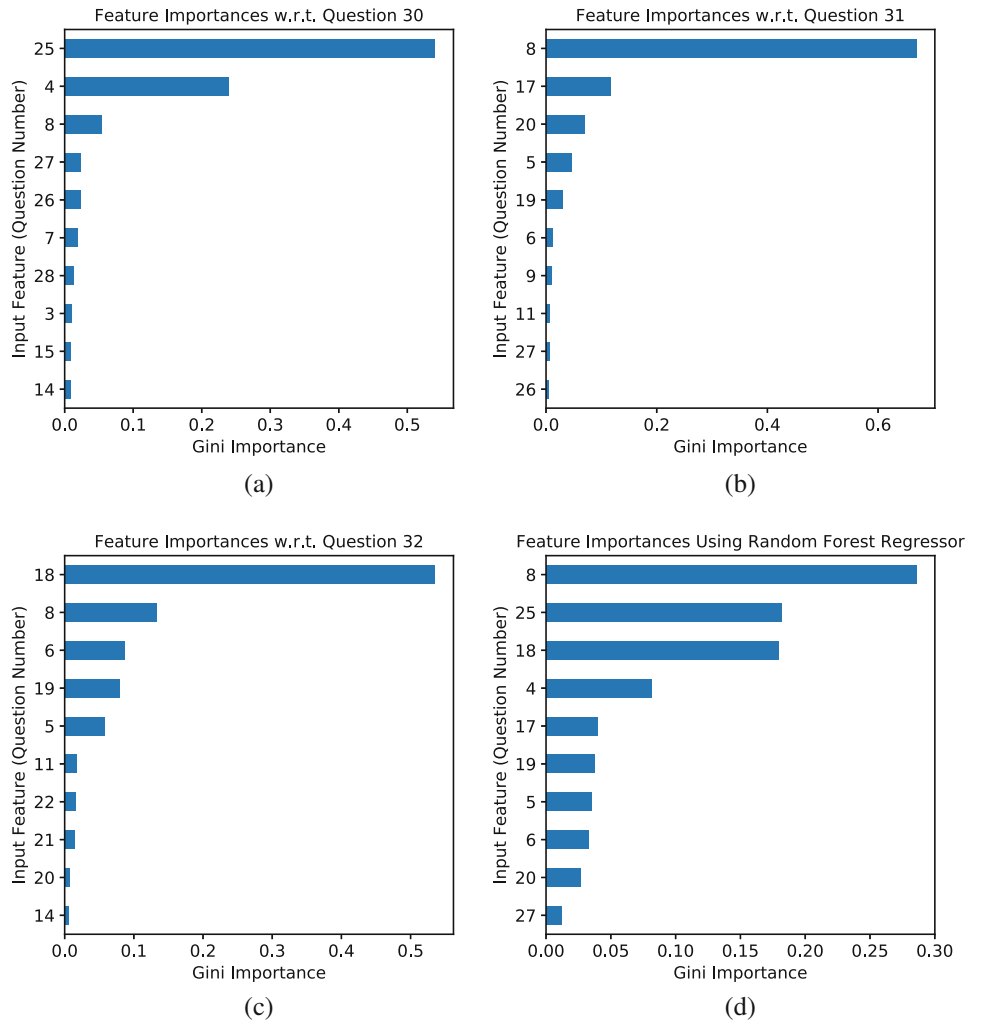 Feature Importances w.r.t. Question 30
Input Feature (Question Number)
25
4
8
27
26
7
28
3
15
14
0.0 0.1 0.2 0.3 0.4 0.5
Gini Importance
(a)
Feature Importances w.r.t. Question 31
Input Feature (Question Number)
8
17
20
5
19
6
9
11
27
26
0.0 0.2 0.4 0.6
Gini Importance
(b)
Feature Importances w.r.t. Question 32
Input Feature (Question Number)
18
8
6
19
5
11
22
21
20
14
0.0 0.1 0.2 0.3 0.4 0.5
Gini Importance
(c)
Feature Importances Using Random Forest Regressor
Input Feature (Question Number)
8
25
18
4
17
19
5
6
20
27
0.00 0.05 0.10 0.15 0.20 0.25 0.30
Gini Importance
(d)